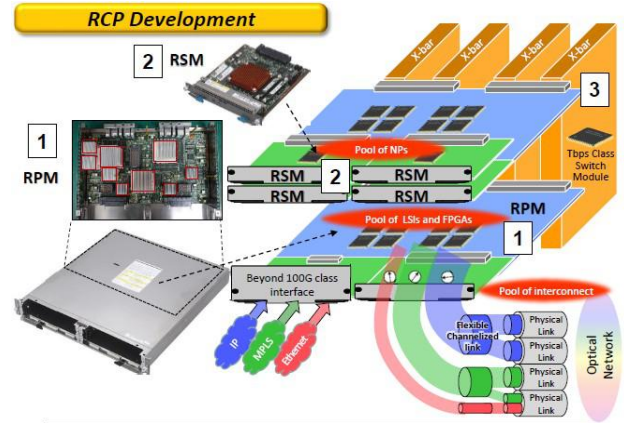 RCP Development
2 RSM
1
RPM
X-bar
X-bar
X-bar
X-bar
3
Tbps Class
Switch
Module
Pool of NPs
RSM
RSM
2
RSM
RSM
RPM
Pool of LSIs and FPGAs
1
Beyond 100G class
interface
Pool of interconnect
IP
MPLS
Ethernet
Flexible
Channelized
link
Physical
Link
Physical
Link
Physical
Link
Physical
Link
Optical
Network